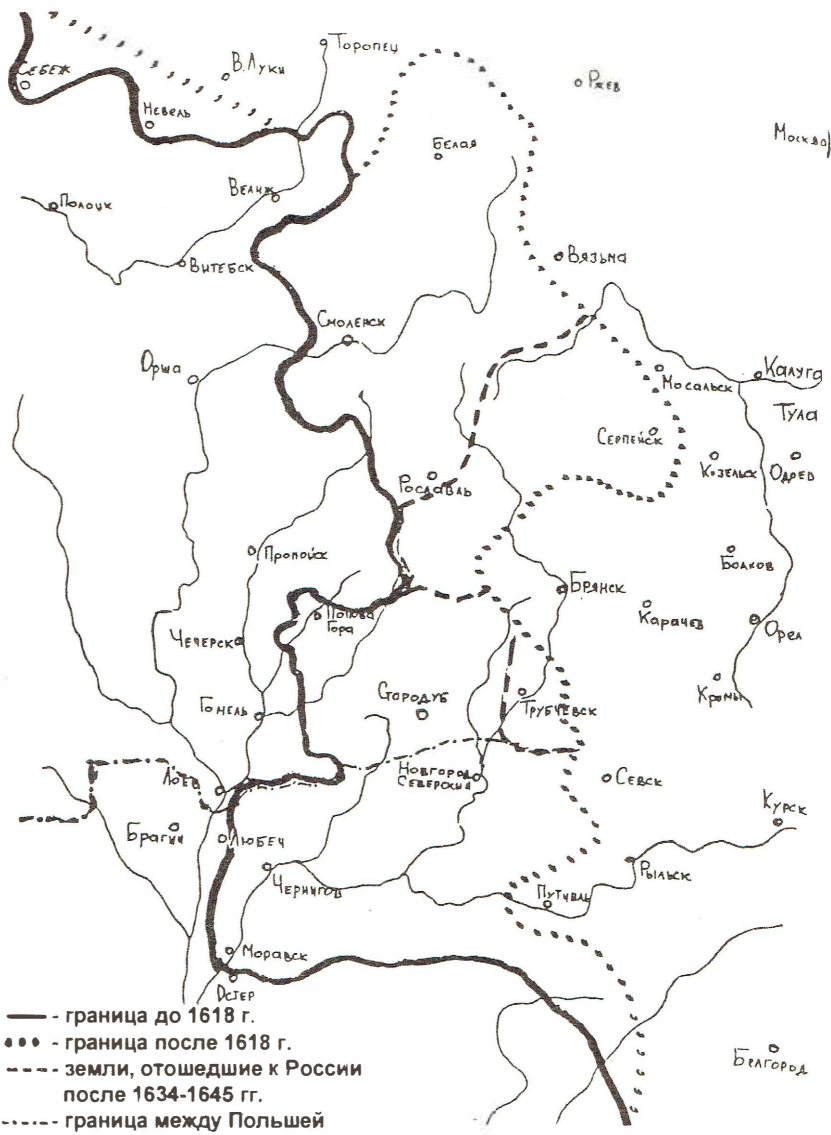 Торопец
В.Луки
Себеж
Ржев
Невель
Москва
Белая
Велиж
Полоцк
Вязьма
Витебск
Смоленск
Орша
Калуга
Мосальск
Тула
Серпейск
Козельск
Одрев
Рославль
Пропойск
Болхов
Брянск
Попова
Гора
Карачев
Орел
Чечерск
Стародуб
Кромы
Гомель
Трубчевск
Новгород
Северский
Лоев
Севск
Курск
Брагин
Любеч
Рыльск
Чернигов
Путивль
Моравск
Остер
Белгород
- граница до 1618 г.
- граница после 1618 г.
- земли, отошедшие к России
после 1634-1645 гг.
- граница между Польшей